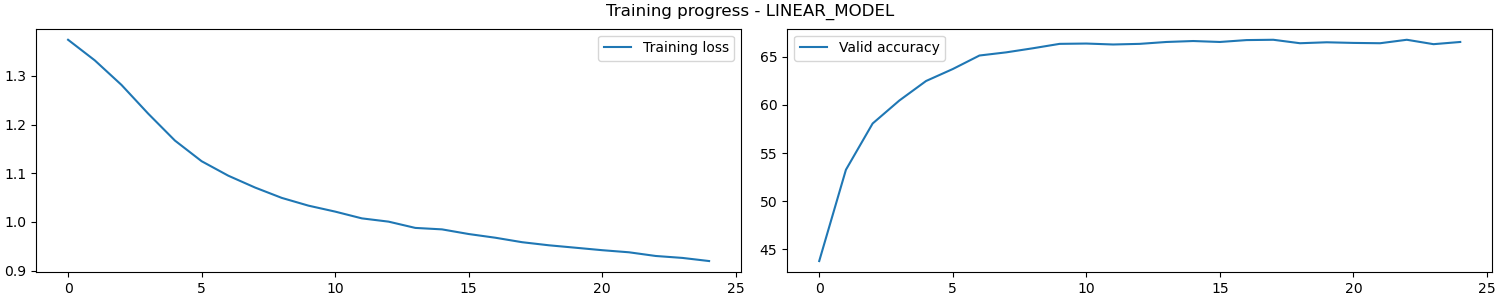 Training progress - LINEAR_MODEL
Training loss
1.3
1.2
1.1
1.0
0.9
0 5 10 15 20 25
Valid accuracy
65
60
55
50
45
0 5 10 15 20 25